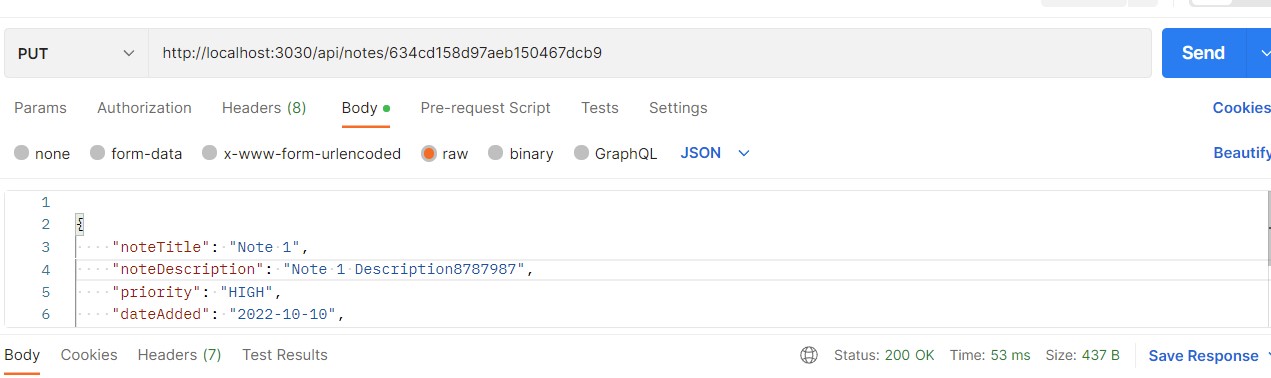 PUT http://localhost:3030/api/notes/634cd158d97aeb150467dcb9 Send
Params Authorization Headers (8) Body Pre-request Script Tests Settings Cookies
none form-data x-www-form-urlencoded raw binary GraphQL JSON Beautify
1
2 {
3 "noteTitle": "Note 1",
4 "noteDescription": "Note 1 Description8787987",
5 "priority": "HIGH",
6 "dateAdded": "2022-10-10",
Body Cookies Headers (7) Test Results Status: 200 OK Time: 53 ms Size: 437 B Save Response